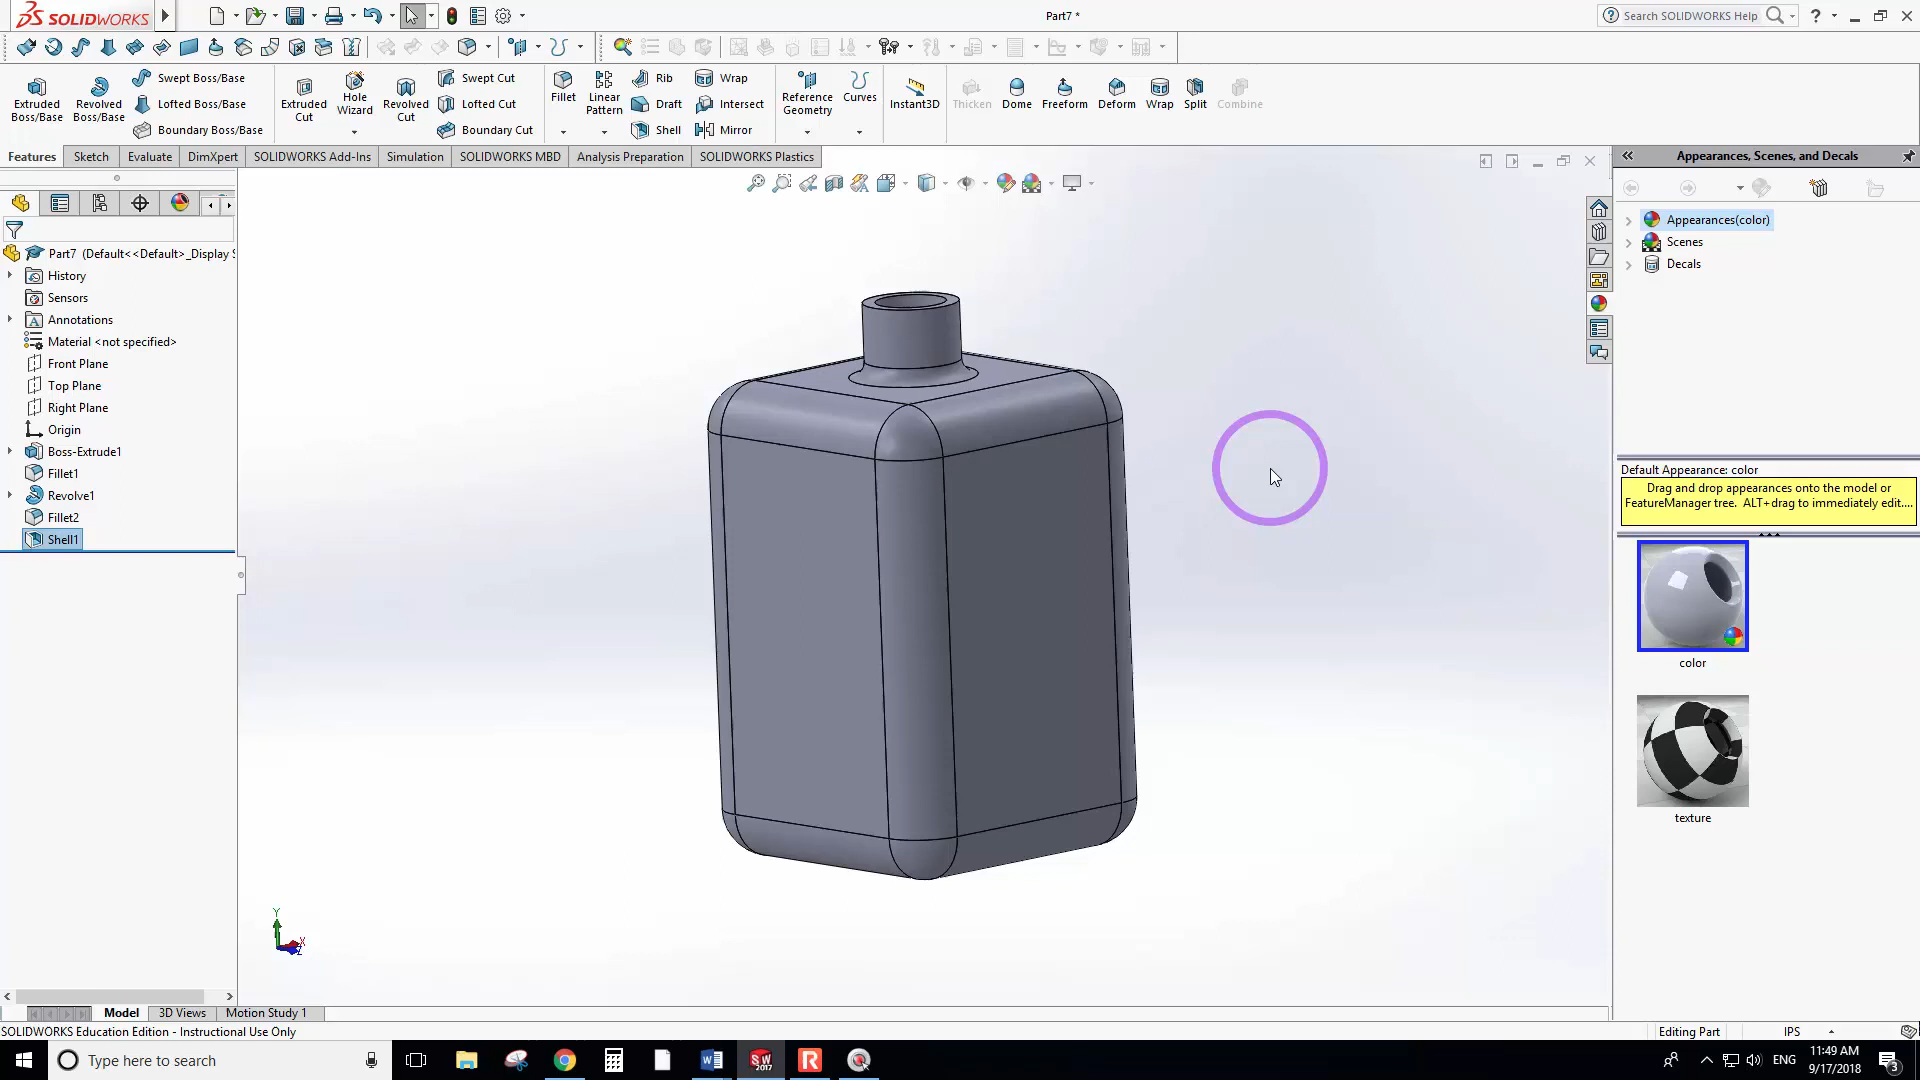 SOLIDWORKS
Part7 *
Search SOLIDWORKS Help
Extruded Boss/Base
Revolved Boss/Base
Swept Boss/Base
Lofted Boss/Base
Boundary Boss/Base
Extruded Cut
Hole Wizard
Revolved Cut
Swept Cut
Lofted Cut
Boundary Cut
Fillet
Linear Pattern
Rib
Draft
Shell
Wrap
Intersect
Mirror
Reference Geometry
Curves
Instant3D
Thicken
Dome
Freeform
Deform
Wrap
Split
Combine
Features
Sketch
Evaluate
DimXpert
SOLIDWORKS Add-Ins
Simulation
SOLIDWORKS MBD
Analysis Preparation
SOLIDWORKS Plastics
Part7 (Default<<Default>_Display S
History
Sensors
Annotations
Material <not specified>
Front Plane
Top Plane
Right Plane
Origin
Boss-Extrude1
Fillet1
Revolve1
Fillet2
Shell1
Y
X
Z
Appearances, Scenes, and Decals
Appearances(color)
Scenes
Decals
Default Appearance: color
Drag and drop appearances onto the model or
FeatureManager tree. ALT+drag to immediately edit....
color
texture
Model
3D Views
Motion Study 1
SOLIDWORKS Education Edition - Instructional Use Only
Editing Part
IPS
Type here to search
SW
2017
R
ENG
11:49 AM
9/17/2018
3